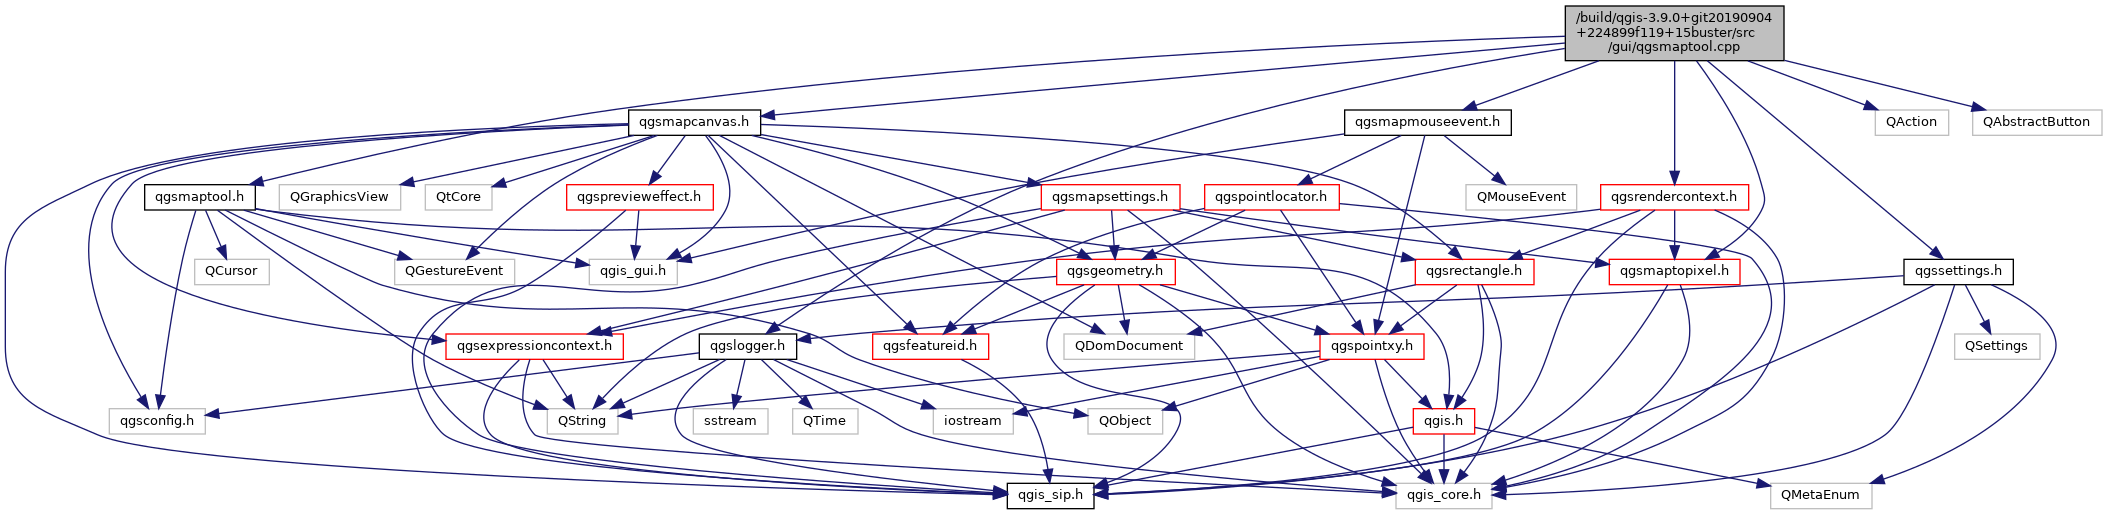 /build/qgis-3.9.0+git20190904
+224899f119+15buster/src
/gui/qgsmaptool.cpp
qgsmapcanvas.h
qgsmapmouseevent.h
QAction
QAbstractButton
qgsmaptool.h
QGraphicsView
QtCore
qgsprevieweffect.h
qgsmapsettings.h
qgspointlocator.h
QMouseEvent
qgsrendercontext.h
QCursor
QGestureEvent
qgis_gui.h
qgsgeometry.h
qgsrectangle.h
qgsmaptopixel.h
qgssettings.h
qgsexpressioncontext.h
qgslogger.h
qgsfeatureid.h
QDomDocument
qgspointxy.h
QSettings
qgsconfig.h
QString
sstream
QTime
iostream
QObject
qgis.h
qgis_sip.h
qgis_core.h
QMetaEnum